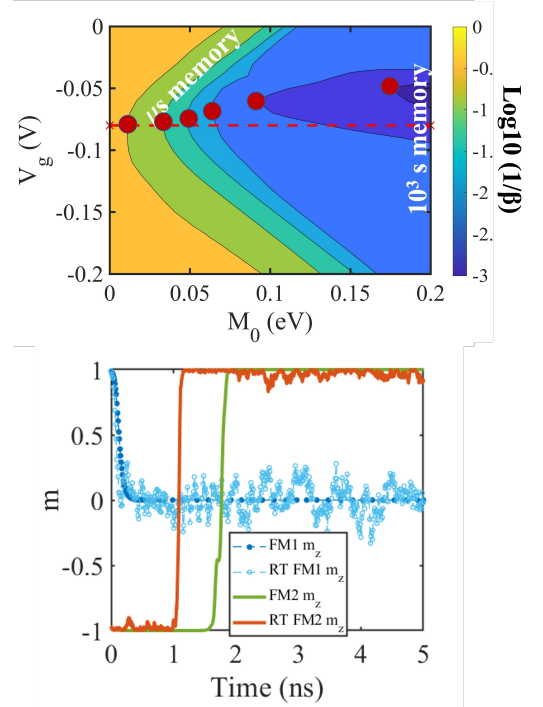 0
-0.05
-0.1
-0.15
-0.2
V_g (V)
0
0.05
0.1
0.15
0.2
M_0 (eV)
μs memory
10^3 s memory
0
-0.
-1
-1.
-2
-2.
-3
Log10 (1/β)
1
0.5
0
-0.5
-1
m
0
1
2
3
4
5
Time (ns)
FM1 m_z
RT FM1 m_z
FM2 m_z
RT FM2 m_z